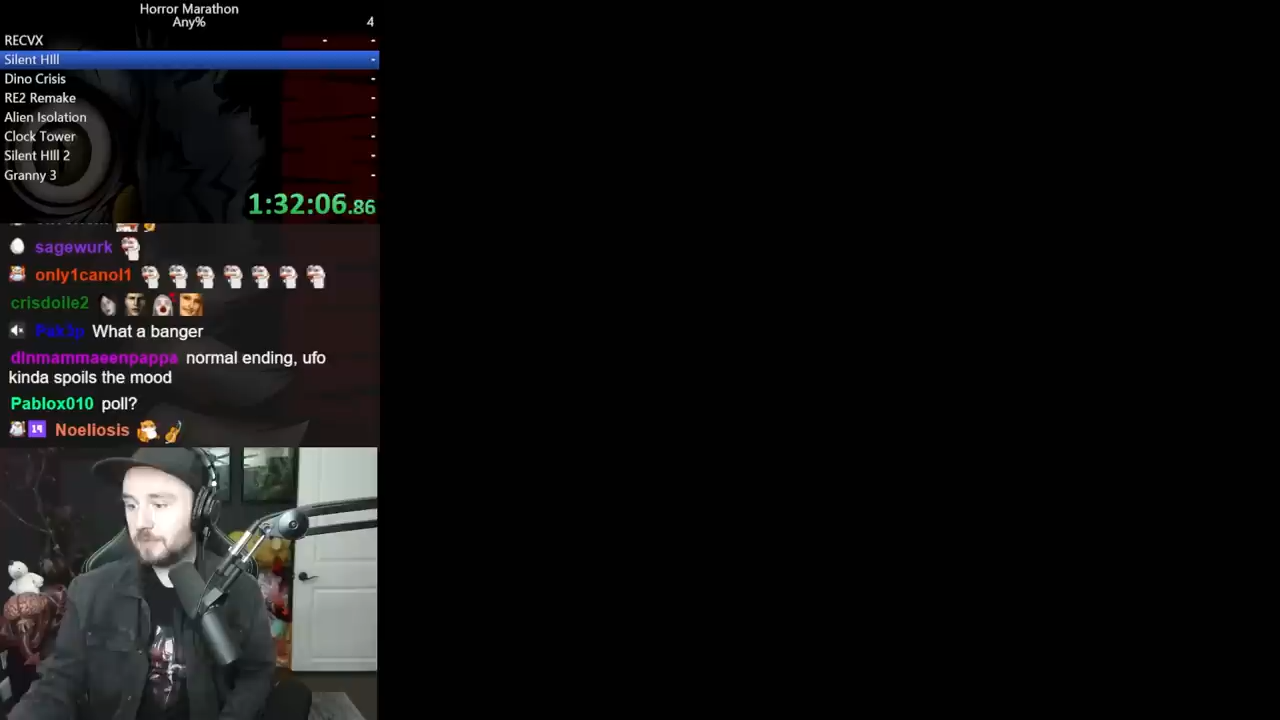 Horror Marathon
Any%
4
RECVX - -
Silent HIll -
Dino Crisis -
RE2 Remake -
Alien Isolation -
Clock Tower -
Silent HIll 2 -
Granny 3 -
1:32:06.86
sagewurk
only1canol1
crisdolle2
Pak3p What a banger
dInmammaeenpappa normal ending, ufo
kinda spoils the mood
Pablox010 poll?
19 Noeliosis